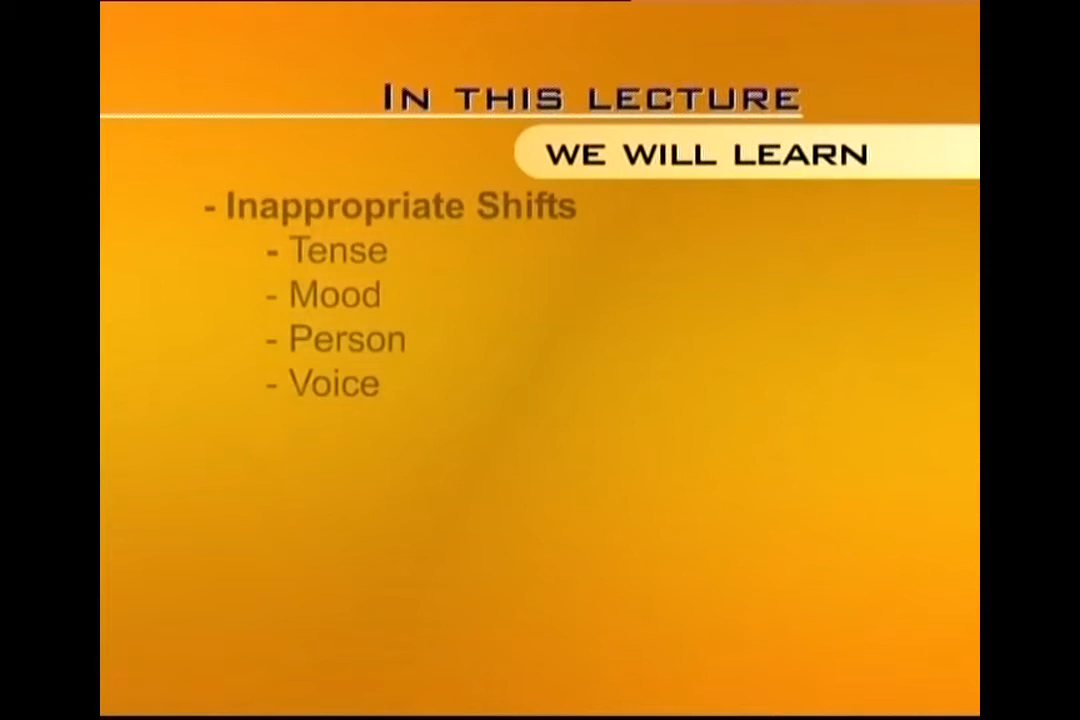 In this lecture
we will learn
- Inappropriate Shifts
- Tense
- Mood
- Person
- Voice